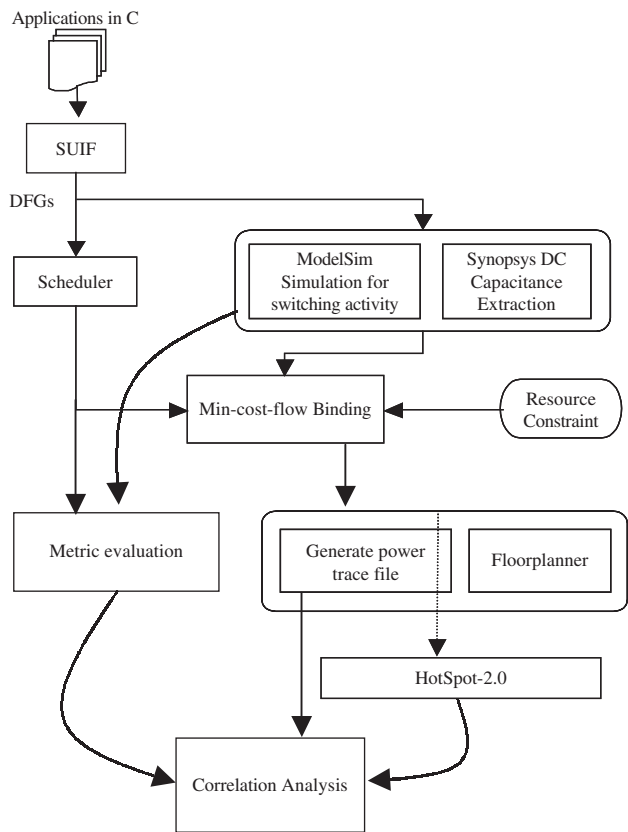 Applications in C
SUIF
DFGs
Scheduler
ModelSim
Simulation for
switching activity
Synopsys DC
Capacitance
Extraction
Min-cost-flow Binding
Resource
Constraint
Metric evaluation
Generate power
trace file
Floorplanner
HotSpot-2.0
Correlation Analysis